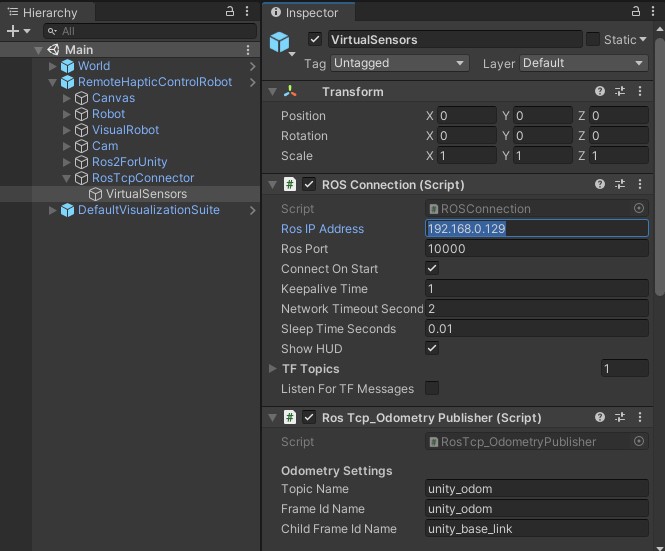 Hierarchy
All
Main
World
RemoteHapticControlRobot
Canvas
Robot
VisualRobot
Cam
Ros2ForUnity
RosTcpConnector
VirtualSensors
DefaultVisualizationSuite
Inspector
VirtualSensors Static
Tag Untagged Layer Default
Transform
Position X 0 Y 0 Z 0
Rotation X 0 Y 0 Z 0
Scale X 1 Y 1 Z 1
# ROS Connection (Script)
Script ROSConnection
Ros IP Address 192.168.0.129
Ros Port 10000
Connect On Start
Keepalive Time 1
Network Timeout Second 2
Sleep Time Seconds 0.01
Show HUD
TF Topics 1
Listen For TF Messages
# Ros Tcp_Odometry Publisher (Script)
Script RosTcp_OdometryPublisher
Odometry Settings
Topic Name unity_odom
Frame Id Name unity_odom
Child Frame Id Name unity_base_link